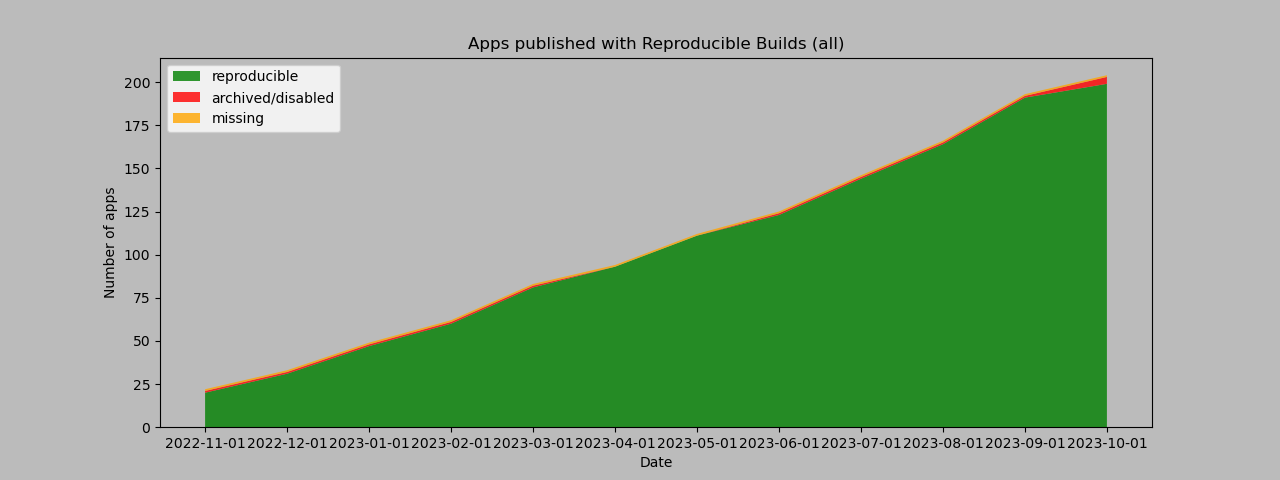 Apps published with Reproducible Builds (all)
reproducible
archived/disabled
missing
Number of apps
200
175
150
125
100
75
50
25
0
2022-11-01 2022-12-01 2023-01-01 2023-02-01 2023-03-01 2023-04-01 2023-05-01 2023-06-01 2023-07-01 2023-08-01 2023-09-01 2023-10-01
Date